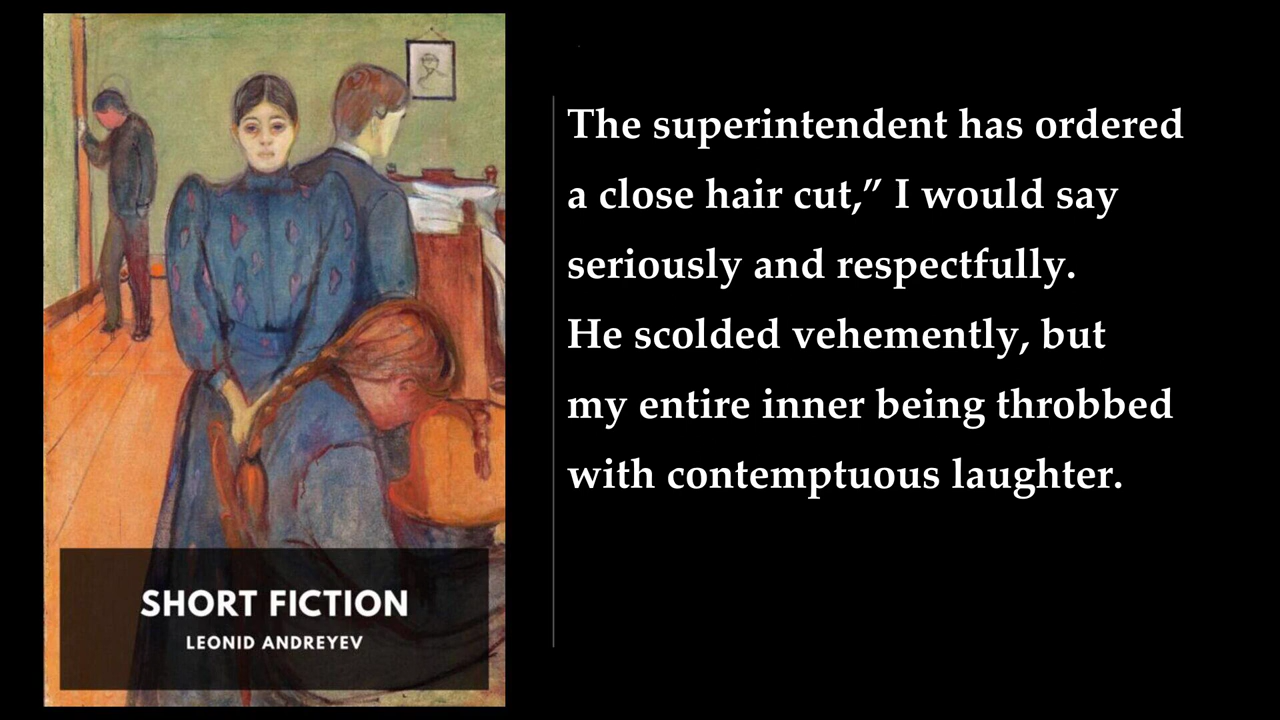 SHORT FICTION
LEONID ANDREYEV
The superintendent has ordered
a close hair cut,” I would say
seriously and respectfully.
He scolded vehemently, but
my entire inner being throbbed
with contemptuous laughter.